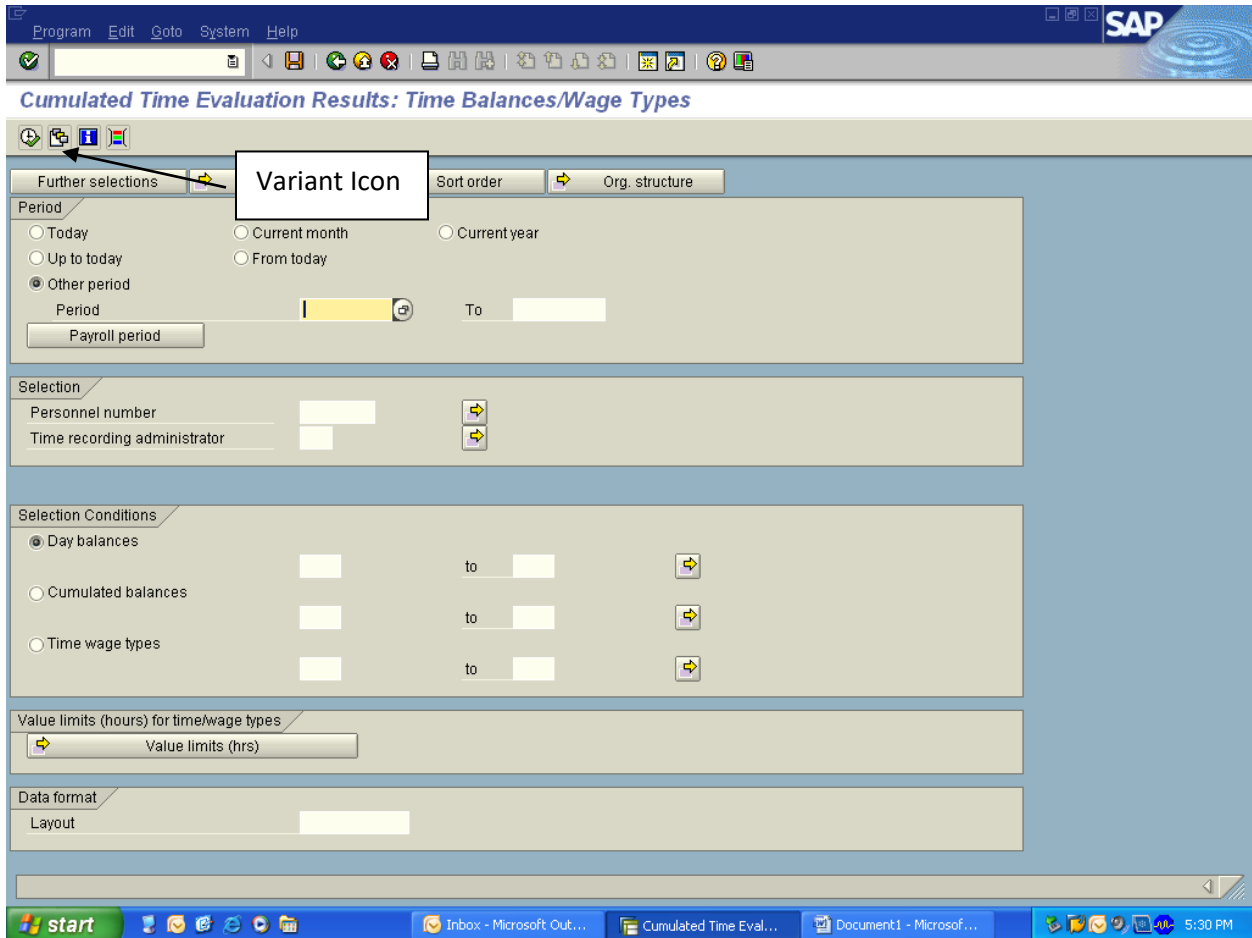 Program Edit Goto System Help
SAP
Cumulated Time Evaluation Results: Time Balances/Wage Types
Variant Icon
Further selections Sort order Org. structure
Period
Today Current month Current year
Up to today From today
Other period
Period To
Payroll period
Selection
Personnel number
Time recording administrator
Selection Conditions
Day balances
to
Cumulated balances
to
Time wage types
to
Value limits (hours) for time/wage types
Value limits (hrs)
Data format
Layout
start Inbox - Microsoft Out... Cumulated Time Eval... Document1 - Microsof... 5:30 PM